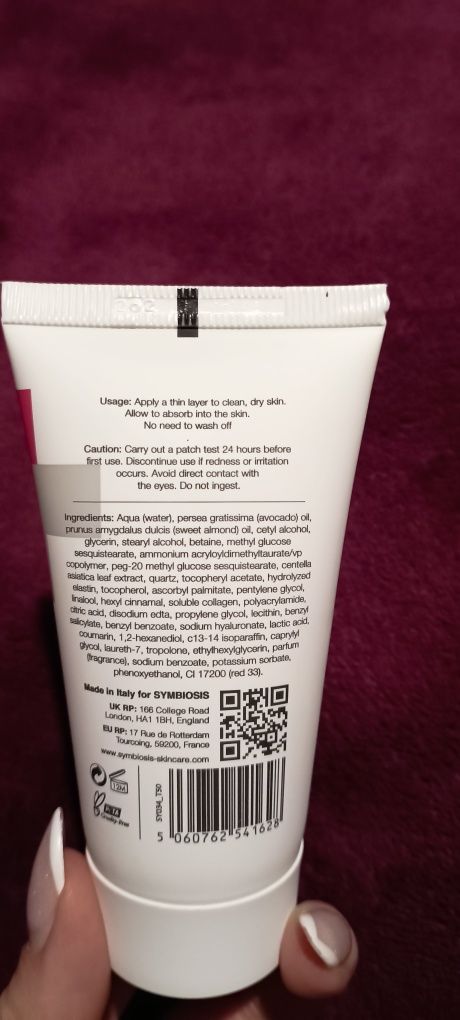 Usage: Apply a thin layer to clean, dry skin.
Allow to absorb into the skin.
No need to wash off
Caution: Carry out a patch test 24 hours before
first use. Discontinue use if redness or irritation
occurs. Avoid direct contact with
the eyes. Do not ingest.
Ingredients: Aqua (water), persea gratissima (avocado) oil,
prunus amygdalus dulcis (sweet almond) oil, cetyl alcohol,
glycerin, stearyl alcohol, betaine, methyl glucose
sesquistearate, ammonium acryloyldimethyltaurate/vp
copolymer, peg-20 methyl glucose sesquistearate, centella
asiatica leaf extract, quartz, tocopheryl acetate, hydrolyzed
elastin, tocopherol, ascorbyl palmitate, pentylene glycol,
linalool, hexyl cinnamal, soluble collagen, polyacrylamide,
citric acid, disodium edta, propylene glycol, lecithin, benzyl
salicylate, benzyl benzoate, sodium hyaluronate, lactic acid,
coumarin, 1,2-hexanediol, c13-14 isoparaffin, caprylyl
glycol, laureth-7, tropolone, ethylhexylglycerin, parfum
(fragrance), sodium benzoate, potassium sorbate,
phenoxyethanol, CI 17200 (red 33).
Made in Italy for SYMBIOSIS
UK RP: 166 College Road
London, HA1 1BH, England
EU RP: 17 Rue de Rotterdam
Tourcoing, 59200, France
www.symbiosis-skincare.com
12M
PETA
Cruelty-free
SY034_T50
5 060762 541628